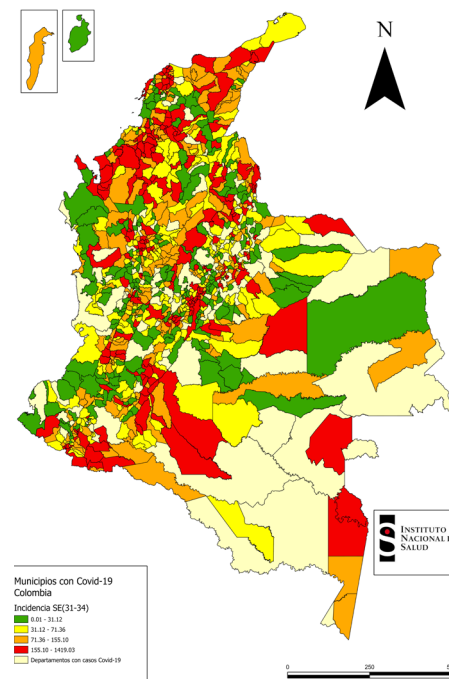 N
INSTITUTO
NACIONAL D
SALUD
Municipios con Covid-19
Colombia
Incidencia SE(31-34)
0.01 - 31.12
31.12 - 71.36
71.36 - 155.10
155.10 - 1419.03
Departamentos con casos Covid-19
0 250 50